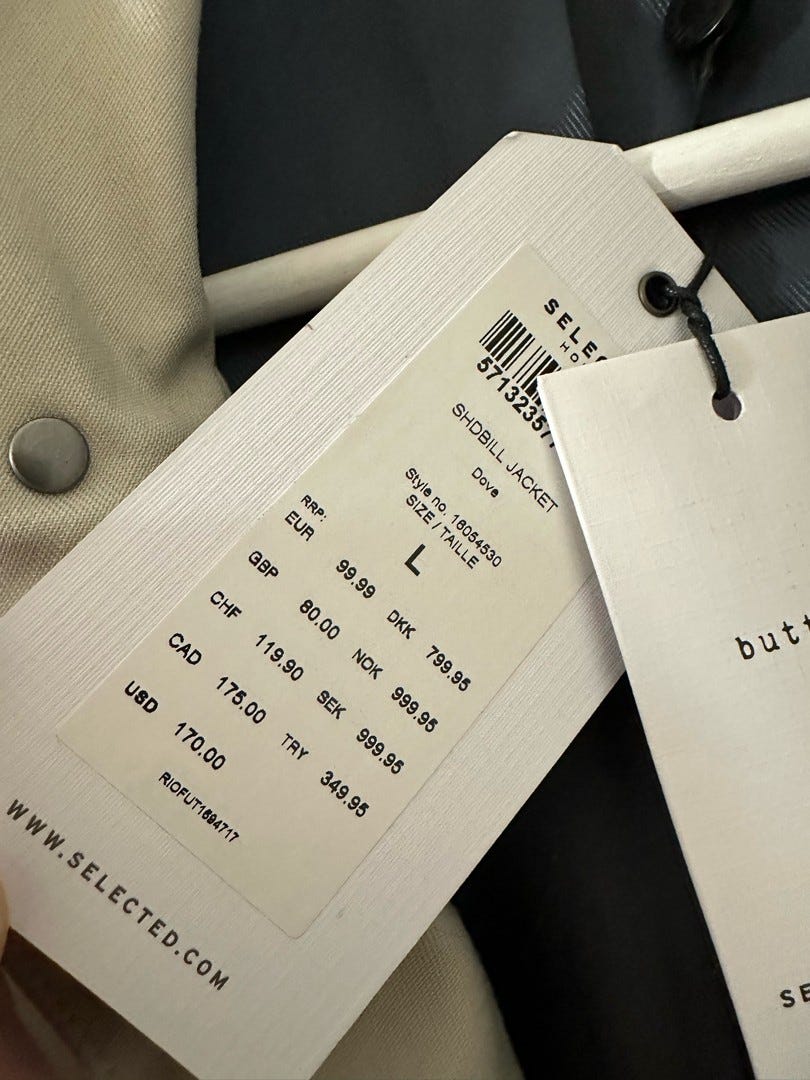 SELEC
HO
571323577
SHDBILL JACKET
Dove
Style no. 16054530
SIZE / TAILLE
L
RRP:
EUR 99.99 DKK 799.95
GBP 80.00 NOK 999.95
CHF 119.90 SEK 999.95
CAD 175.00 TRY 349.95
USD 170.00
RIOFUT1694717
WWW.SELECTED.COM
butt
SE